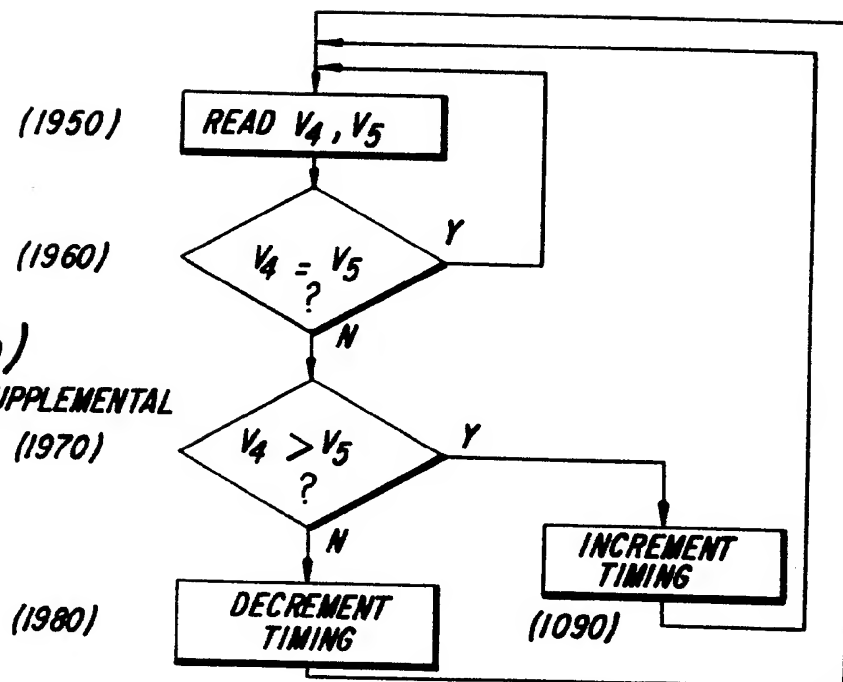 (1950)
READ V4, V5
(1960)
V4 = V5
?
Y
N
)
UPPLEMENTAL
(1970)
V4 > V5
?
Y
N
INCREMENT
TIMING
(1090)
(1980)
DECREMENT
TIMING